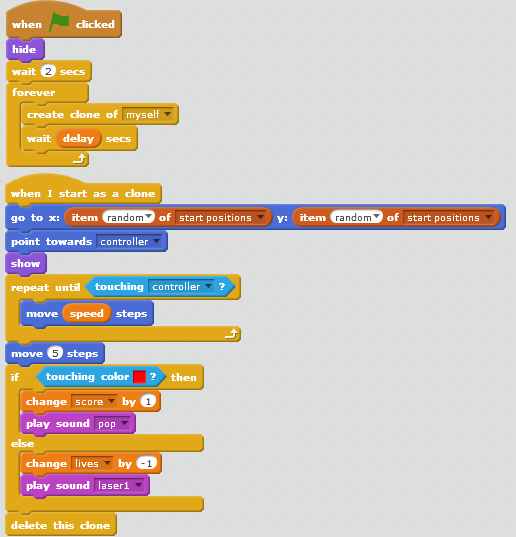 when clicked
hide
wait 2 secs
forever
create clone of myself
wait delay secs
when I start as a clone
go to x: item random of start positions y: item random of start positions
point towards controller
show
repeat until touching controller ?
move speed steps
move 5 steps
if touching color ? then
change score by 1
play sound pop
else
change lives by -1
play sound laser1
delete this clone